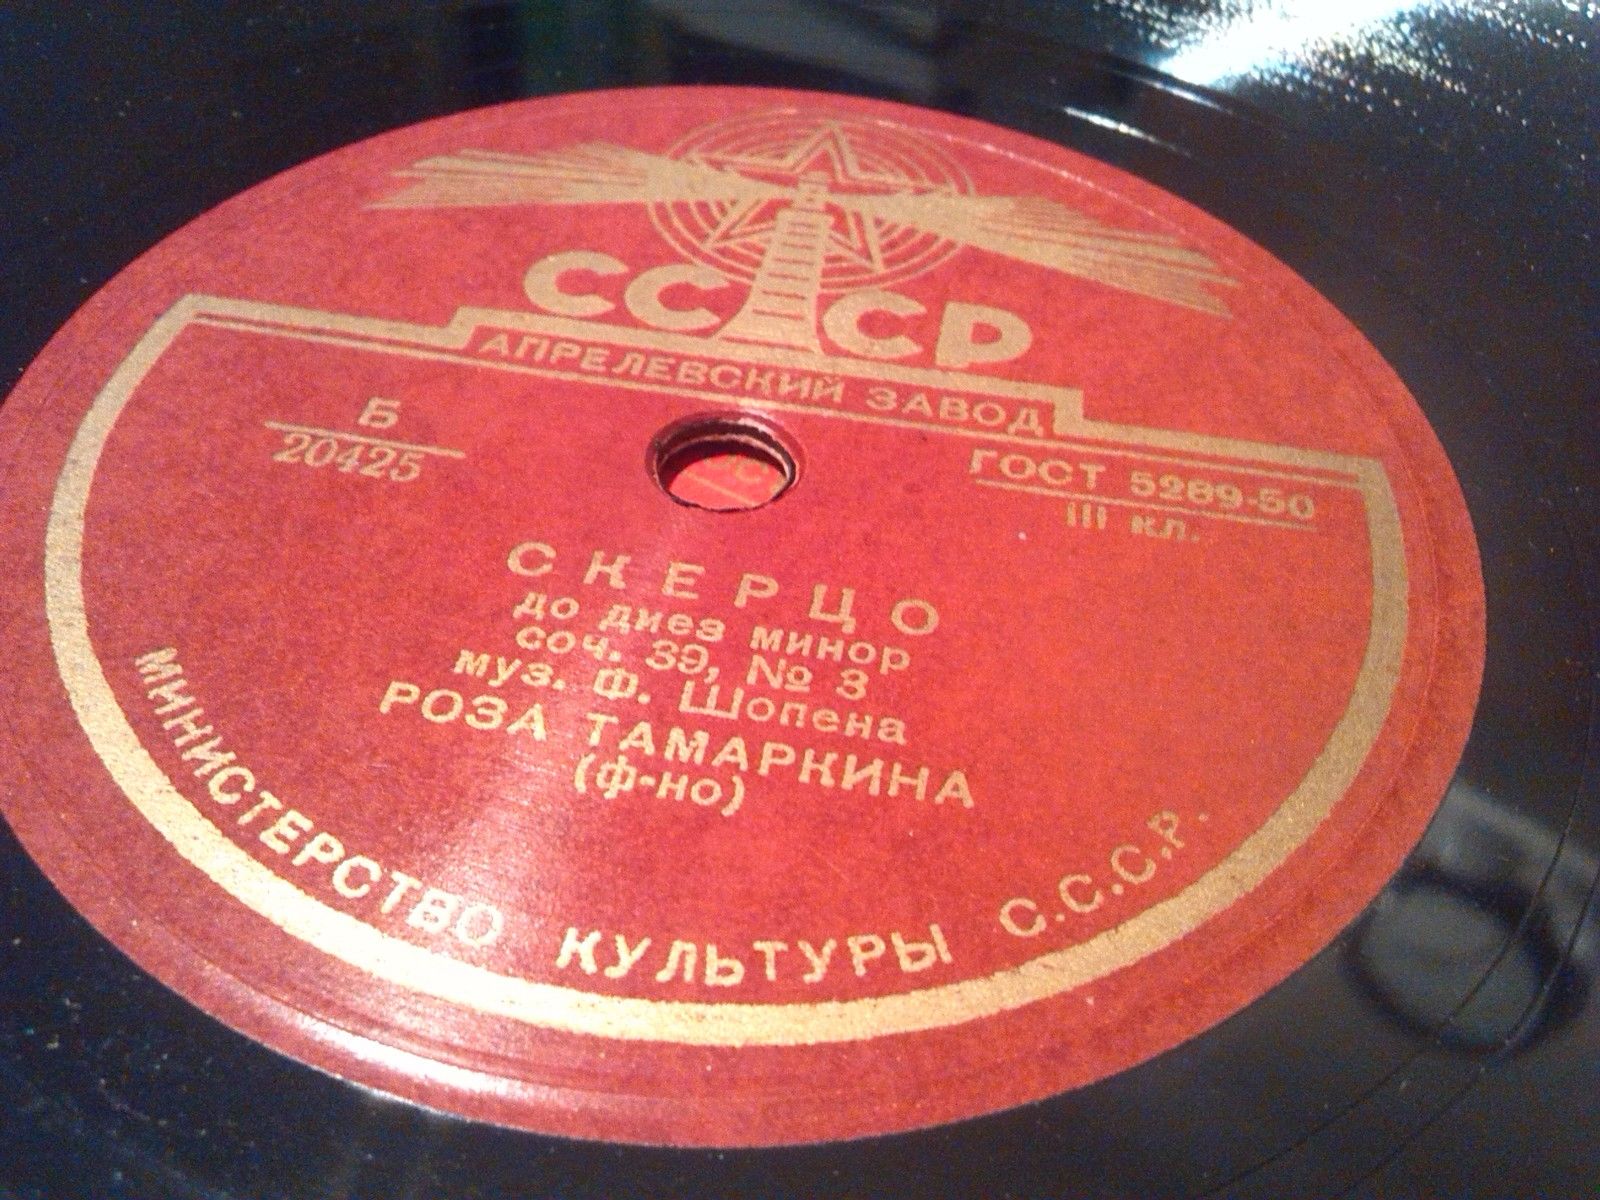 СССР
АПРЕЛЕВСКИЙ ЗАВОД
Б
20425
ГОСТ 5289-50
III кл.
СКЕРЦО
до диез минор
соч. 39, № 3
муз. Ф. Шопена
РОЗА ТАМАРКИНА
(ф-но)
МИНИСТЕРСТВО КУЛЬТУРЫ С.С.С.Р.